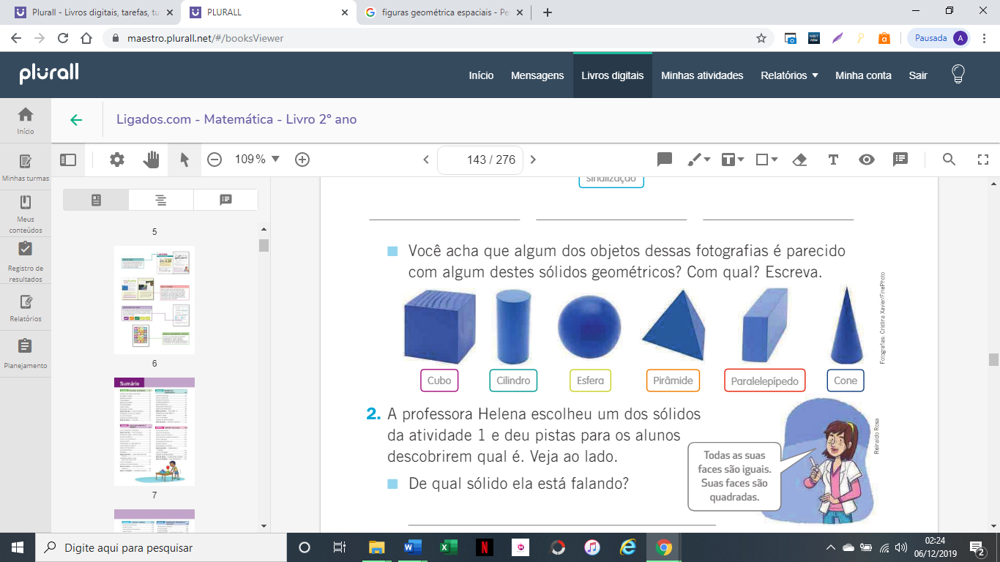 Plurall - Livros digitais, tarefas, tu
PLURALL
figuras geométrica espaciais - Pe
maestro.plurall.net/#/booksViewer
Pausada
A
plurall
Início
Mensagens
Livros digitais
Minhas atividades
Relatórios
Minha conta
Sair
Início
Minhas turmas
Meus
conteúdos
Registro de
resultados
Relatórios
Planejamento
Ligados.com - Matemática - Livro 2º ano
109%
143 / 276
5
6
Sumário
7
sinalização
Você acha que algum dos objetos dessas fotografias é parecido
com algum destes sólidos geométricos? Com qual? Escreva.
Cubo
Cilindro
Esfera
Pirâmide
Paralelepípedo
Cone
Fotografias: Cristina Xavier/FinePhoto
2. A professora Helena escolheu um dos sólidos
da atividade 1 e deu pistas para os alunos
descobrirem qual é. Veja ao lado.
De qual sólido ela está falando?
Todas as suas
faces são iguais.
Suas faces são
quadradas.
Reinaldo Rosa
Digite aqui para pesquisar
02:24
06/12/2019
2